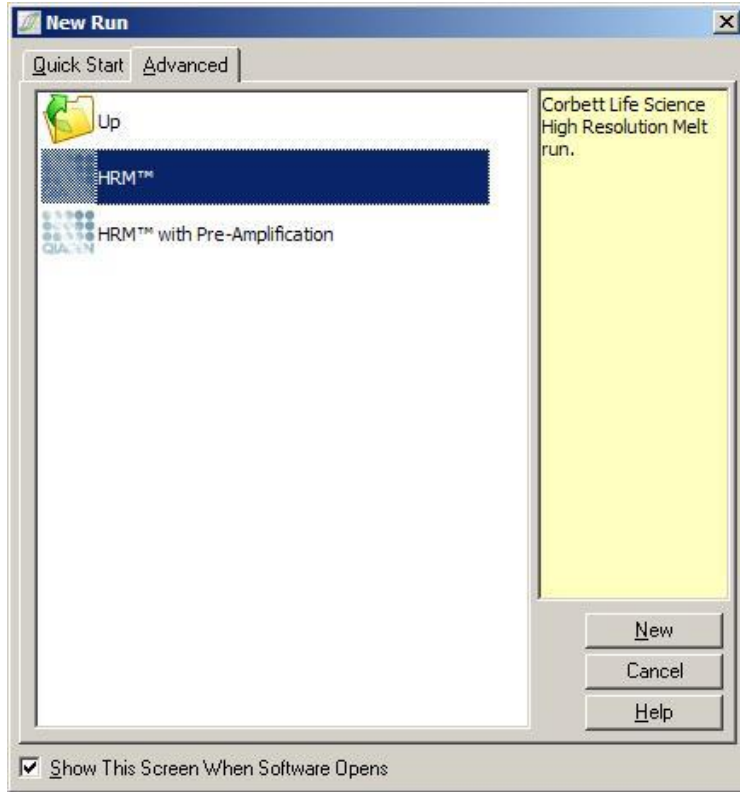 New Run
Quick Start
Advanced
Up
HRM™
QIAGEN
HRM™ with Pre-Amplification
Corbett Life Science
High Resolution Melt
run.
New
Cancel
Help
Show This Screen When Software Opens